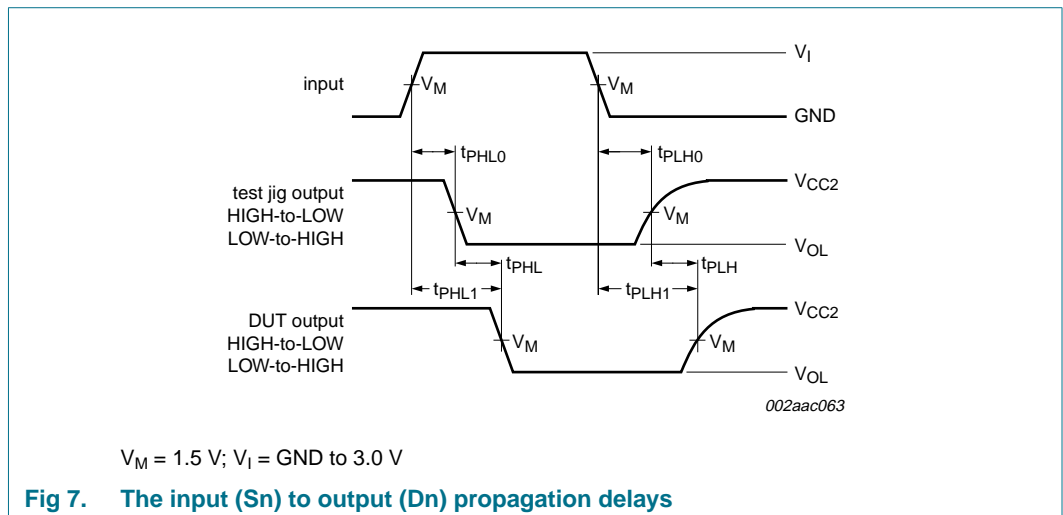 V_I
input
V_M
V_M
GND
t_PHL0
t_PLH0
V_CC2
test jig output
HIGH-to-LOW
LOW-to-HIGH
V_M
V_M
V_OL
t_PHL
t_PLH
t_PHL1
t_PLH1
V_CC2
DUT output
HIGH-to-LOW
LOW-to-HIGH
V_M
V_M
V_OL
002aac063
V_M = 1.5 V; V_I = GND to 3.0 V
Fig 7. The input (Sn) to output (Dn) propagation delays